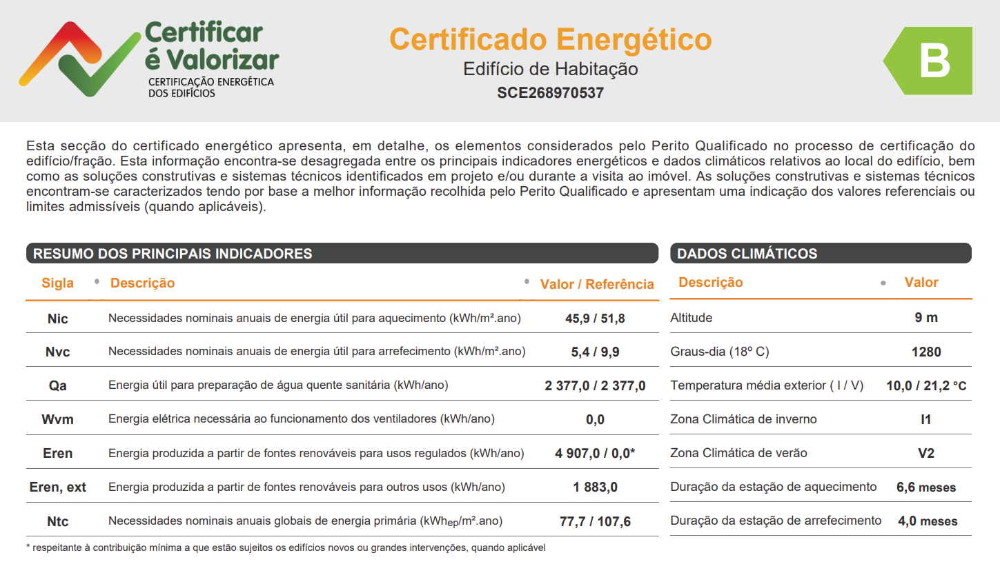 Certificar
é Valorizar
CERTIFICAÇÃO ENERGÉTICA
DOS EDIFÍCIOS
Certificado Energético
Edifício de Habitação
SCE268970537
B
Esta secção do certificado energético apresenta, em detalhe, os elementos considerados pelo Perito Qualificado no processo de certificação do
edifício/fração. Esta informação encontra-se desagregada entre os principais indicadores energéticos e dados climáticos relativos ao local do edifício, bem
como as soluções construtivas e sistemas técnicos identificados em projeto e/ou durante a visita ao imóvel. As soluções construtivas e sistemas técnicos
encontram-se caracterizados tendo por base a melhor informação recolhida pelo Perito Qualificado e apresentam uma indicação dos valores referenciais ou
limites admissíveis (quando aplicáveis).
RESUMO DOS PRINCIPAIS INDICADORES
Sigla • Descrição • Valor / Referência
Nic Necessidades nominais anuais de energia útil para aquecimento (kWh/m².ano) 45,9 / 51,8
Nvc Necessidades nominais anuais de energia útil para arrefecimento (kWh/m².ano) 5,4 / 9,9
Qa Energia útil para preparação de água quente sanitária (kWh/ano) 2 377,0 / 2 377,0
Wvm Energia elétrica necessária ao funcionamento dos ventiladores (kWh/ano) 0,0
Eren Energia produzida a partir de fontes renováveis para usos regulados (kWh/ano) 4 907,0 / 0,0*
Eren, ext Energia produzida a partir de fontes renováveis para outros usos (kWh/ano) 1 883,0
Ntc Necessidades nominais anuais globais de energia primária (kWhep/m².ano) 77,7 / 107,6
* respeitante à contribuição mínima a que estão sujeitos os edifícios novos ou grandes intervenções, quando aplicável
DADOS CLIMÁTICOS
Descrição • Valor
Altitude 9 m
Graus-dia (18º C) 1280
Temperatura média exterior ( I / V) 10,0 / 21,2 °C
Zona Climática de inverno I1
Zona Climática de verão V2
Duração da estação de aquecimento 6,6 meses
Duração da estação de arrefecimento 4,0 meses